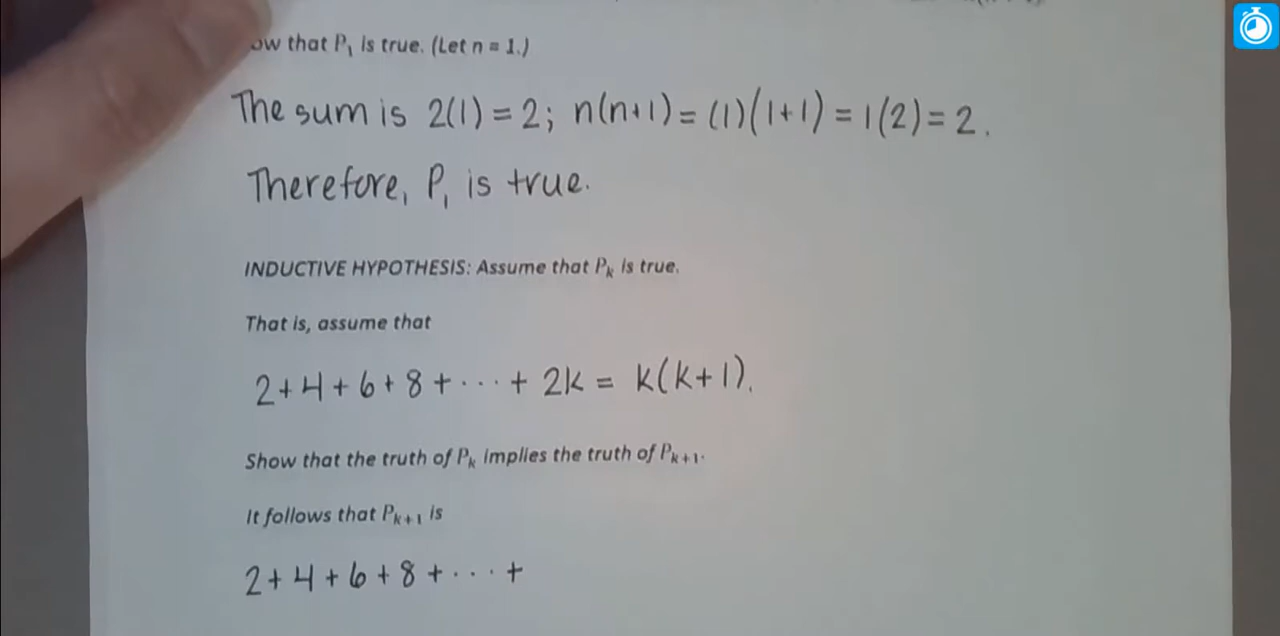 that P₁ is true. (Let n = 1.)
The sum is 2(1) = 2; n(n+1) = (1)(1+1) = 1(2) = 2.
Therefore, P₁ is true.
INDUCTIVE HYPOTHESIS: Assume that Pₖ is true.
That is, assume that
2 + 4 + 6 + 8 + ··· + 2k = k(k+1).
Show that the truth of Pₖ implies the truth of Pₖ₊₁.
It follows that Pₖ₊₁ is
2 + 4 + 6 + 8 + ··· +